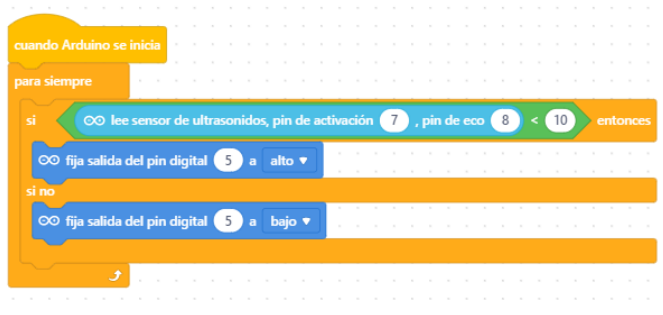 cuando Arduino se inicia
para siempre
si lee sensor de ultrasonidos, pin de activación 7 , pin de eco 8 < 10 entonces
fija salida del pin digital 5 a alto
si no
fija salida del pin digital 5 a bajo